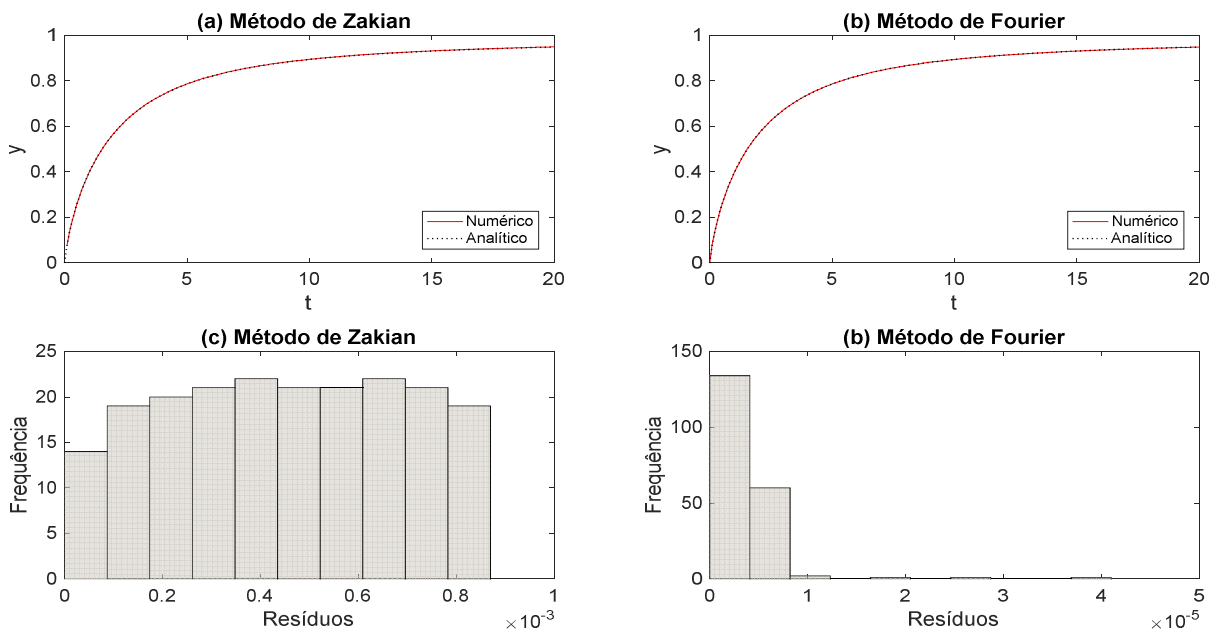 (a) Método de Zakian
1
0.8
0.6
0.4
0.2
0
y
Numérico
Analítico
0 5 10 15 20
t
(b) Método de Fourier
1
0.8
0.6
0.4
0.2
0
y
Numérico
Analítico
0 5 10 15 20
t
(c) Método de Zakian
25
20
15
10
5
0
Frequência
0 0.2 0.4 0.6 0.8 1
Resíduos ×10⁻³
(b) Método de Fourier
150
100
50
0
Frequência
0 1 2 3 4 5
Resíduos ×10⁻⁵